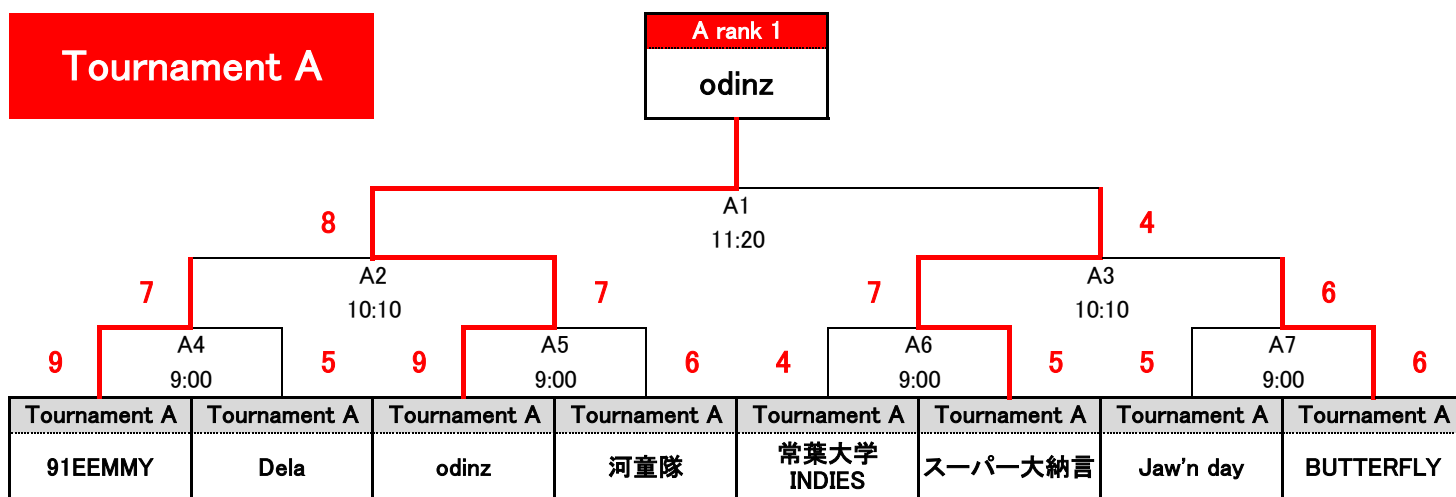 Tournament A
A rank 1
odinz
A1
11:20
8
4
A2
10:10
A3
10:10
7
7
7
6
A4
9:00
A5
9:00
A6
9:00
A7
9:00
9
5
9
6
4
5
5
6
Tournament A
Tournament A
Tournament A
Tournament A
Tournament A
Tournament A
Tournament A
Tournament A
91EEMMY
Dela
odinz
河童隊
常葉大学
INDIES
スーパー大納言
Jaw'n day
BUTTERFLY